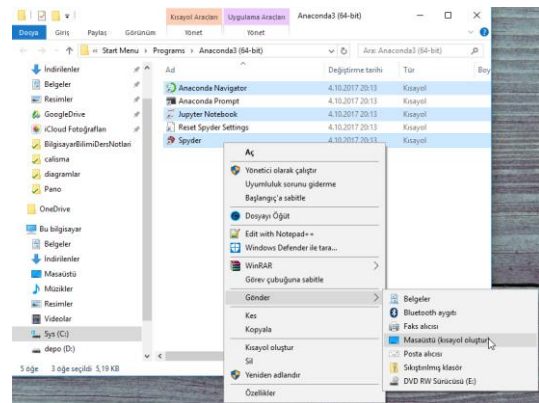 Kısayol Araçları Uygulama Araçları Anaconda3 (64-bit)
Dosya Giriş Paylaş Görünüm Yönet Yönet
« Start Menu › Programs › Anaconda3 (64-bit)
Ara: Anaconda3 (64-bit)
Ad Değiştirme tarihi Tür Boy
İndirilenler
Belgeler
Resimler
GoogleDrive
iCloud Fotoğrafları
BilgisayarBilimiDersNotlari
calisma
diagramlar
Pano
OneDrive
Bu bilgisayar
Belgeler
İndirilenler
Masaüstü
Müzikler
Resimler
Videolar
Sys (C:)
depo (D:)
Anaconda Navigator 4.10.2017 20:13 Kısayol
Anaconda Prompt 4.10.2017 20:13 Kısayol
Jupyter Notebook 4.10.2017 20:13 Kısayol
Reset Spyder Settings 4.10.2017 20:13 Kısayol
Spyder 4.10.2017 20:13 Kısayol
Aç
Yönetici olarak çalıştır
Uyumluluk sorunu giderme
Başlangıç'a sabitle
Dosyayı Öğüt
Edit with Notepad++
Windows Defender ile tara...
WinRAR
Görev çubuğuna sabitle
Gönder
Kes
Kopyala
Kısayol oluştur
Sil
Yeniden adlandır
Özellikler
Belgeler
Bluetooth aygıtı
Faks alıcısı
Masaüstü (kısayol oluştur)
Posta alıcısı
Sıkıştırılmış klasör
DVD RW Sürücüsü (E:)
5 öğe 3 öğe seçildi 5,19 KB